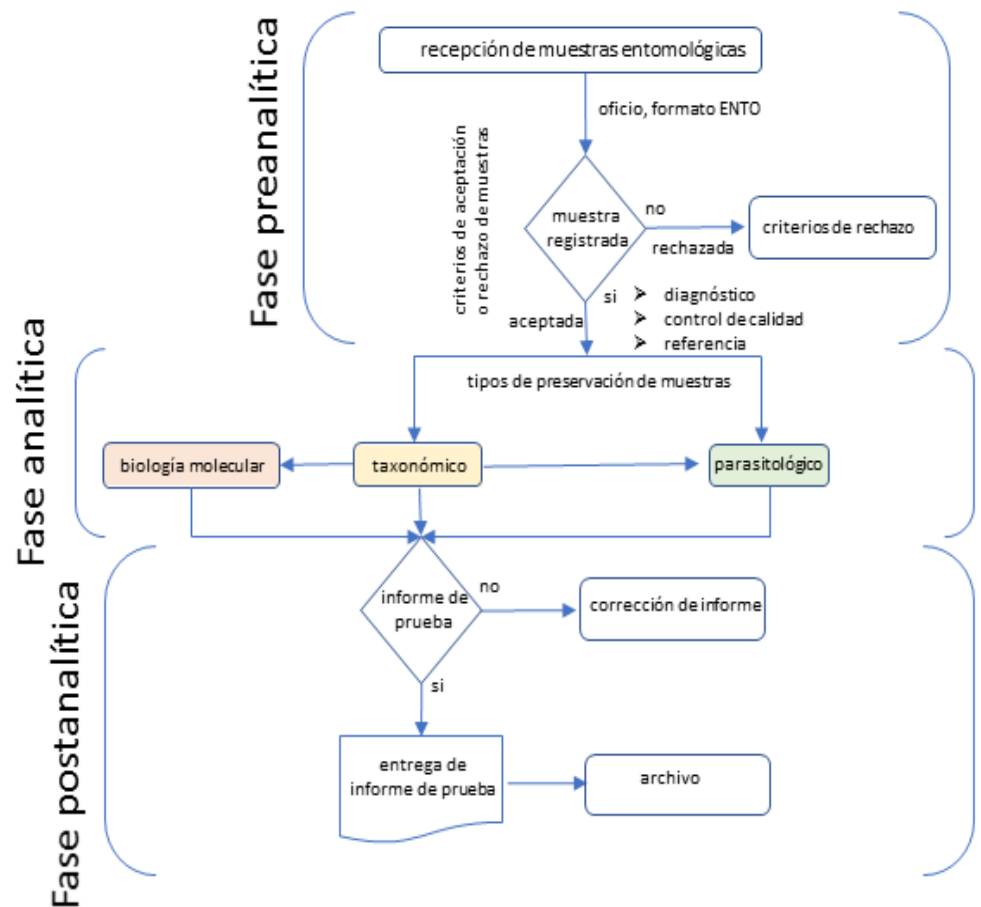 Fase preanalítica
recepción de muestras entomológicas
oficio, formato ENTO
criterios de aceptación
o rechazo de muestras
muestra
registrada
no
rechazada
criterios de rechazo
si
aceptada
➤ diagnóstico
➤ control de calidad
➤ referencia
Fase analítica
tipos de preservación de muestras
biología molecular
taxonómico
parasitológico
Fase postanalítica
informe de
prueba
no
corrección de informe
si
entrega de
informe de prueba
archivo